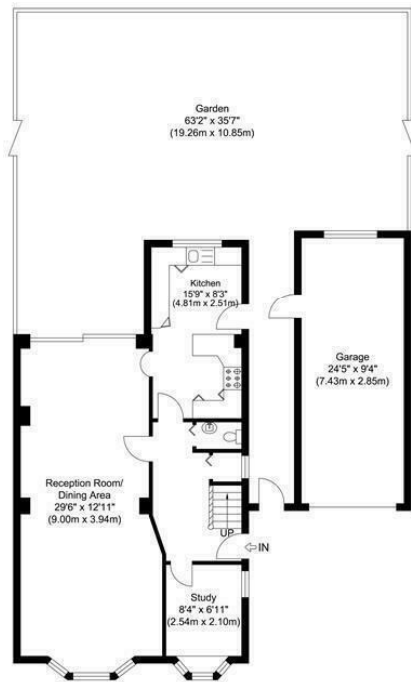 Garden
63'2" x 35'7"
(19.26m x 10.85m)
Kitchen
15'9" x 8'3"
(4.81m x 2.51m)
Garage
24'5" x 9'4"
(7.43m x 2.85m)
Reception Room/
Dining Area
29'6" x 12'11"
(9.00m x 3.94m)
UP
IN
Study
8'4" x 6'11"
(2.54m x 2.10m)